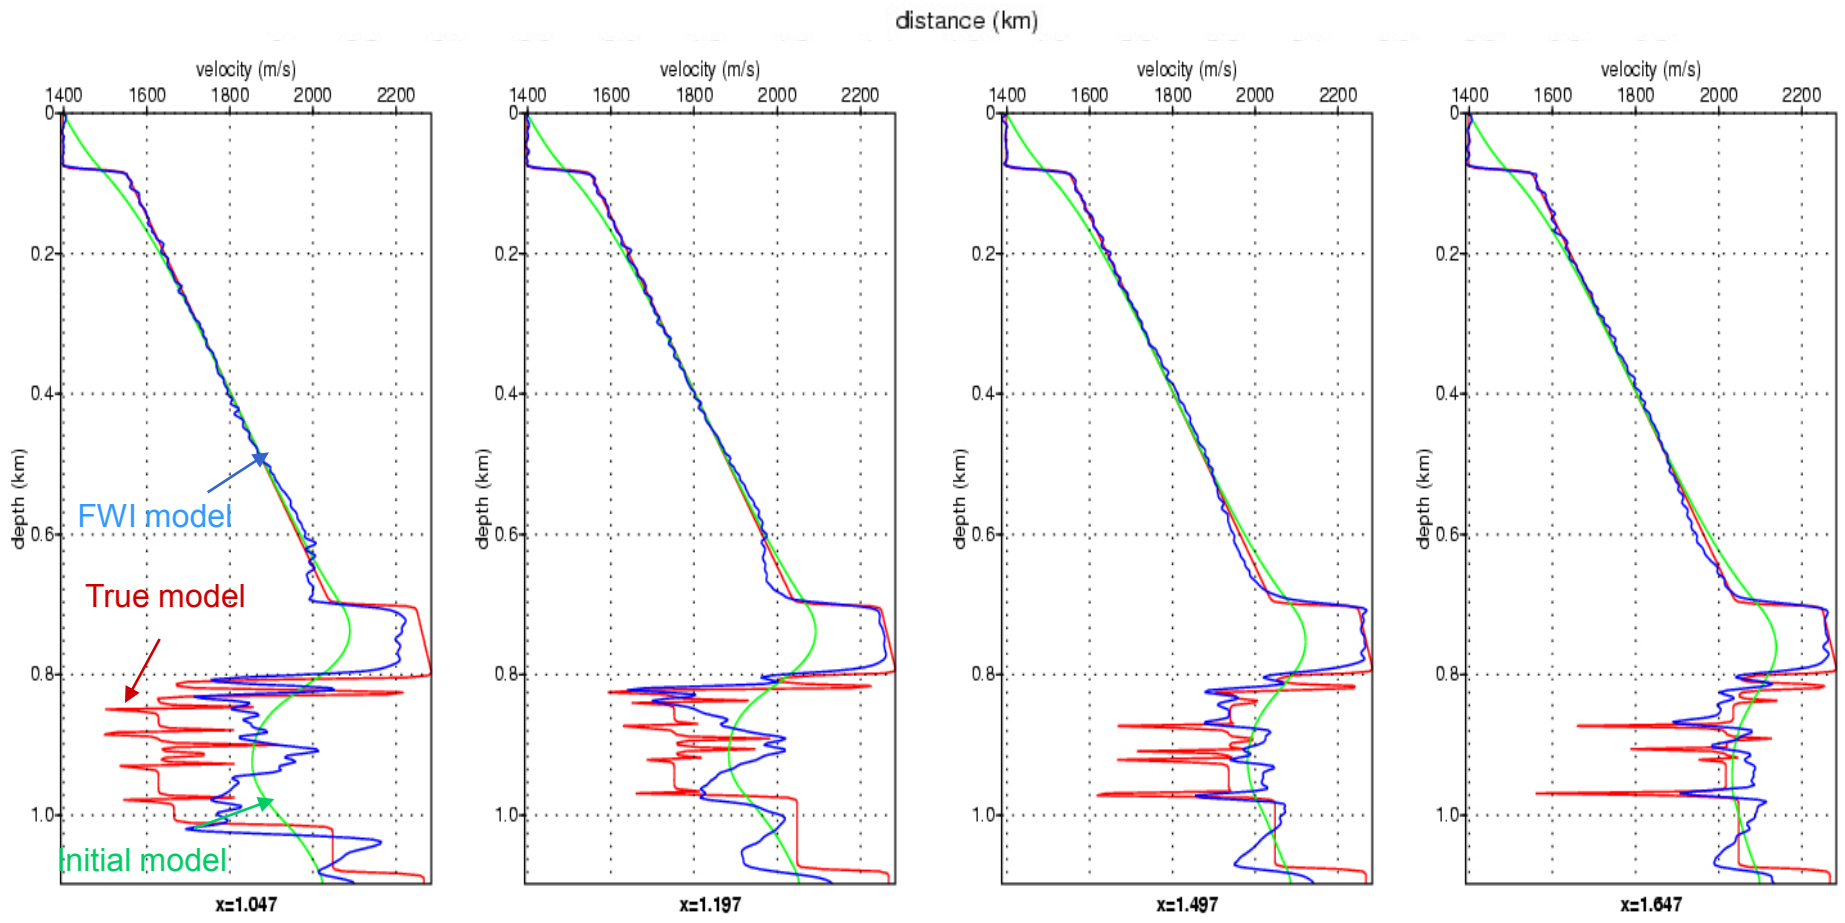 distance (km)
velocity (m/s) velocity (m/s) velocity (m/s) velocity (m/s)
1400 1600 1800 2000 2200 1400 1600 1800 2000 2200 1400 1600 1800 2000 2200 1400 1600 1800 2000 2200
0 0 0 0
0.2 0.2 0.2 0.2
0.4 0.4 0.4 0.4
depth (km) depth (km) depth (km) depth (km)
FWI model
0.6 0.6 0.6 0.6
True model
0.8 0.8 0.8 0.8
1.0 1.0 1.0 1.0
Initial model
x=1.047 x=1.197 x=1.497 x=1.647